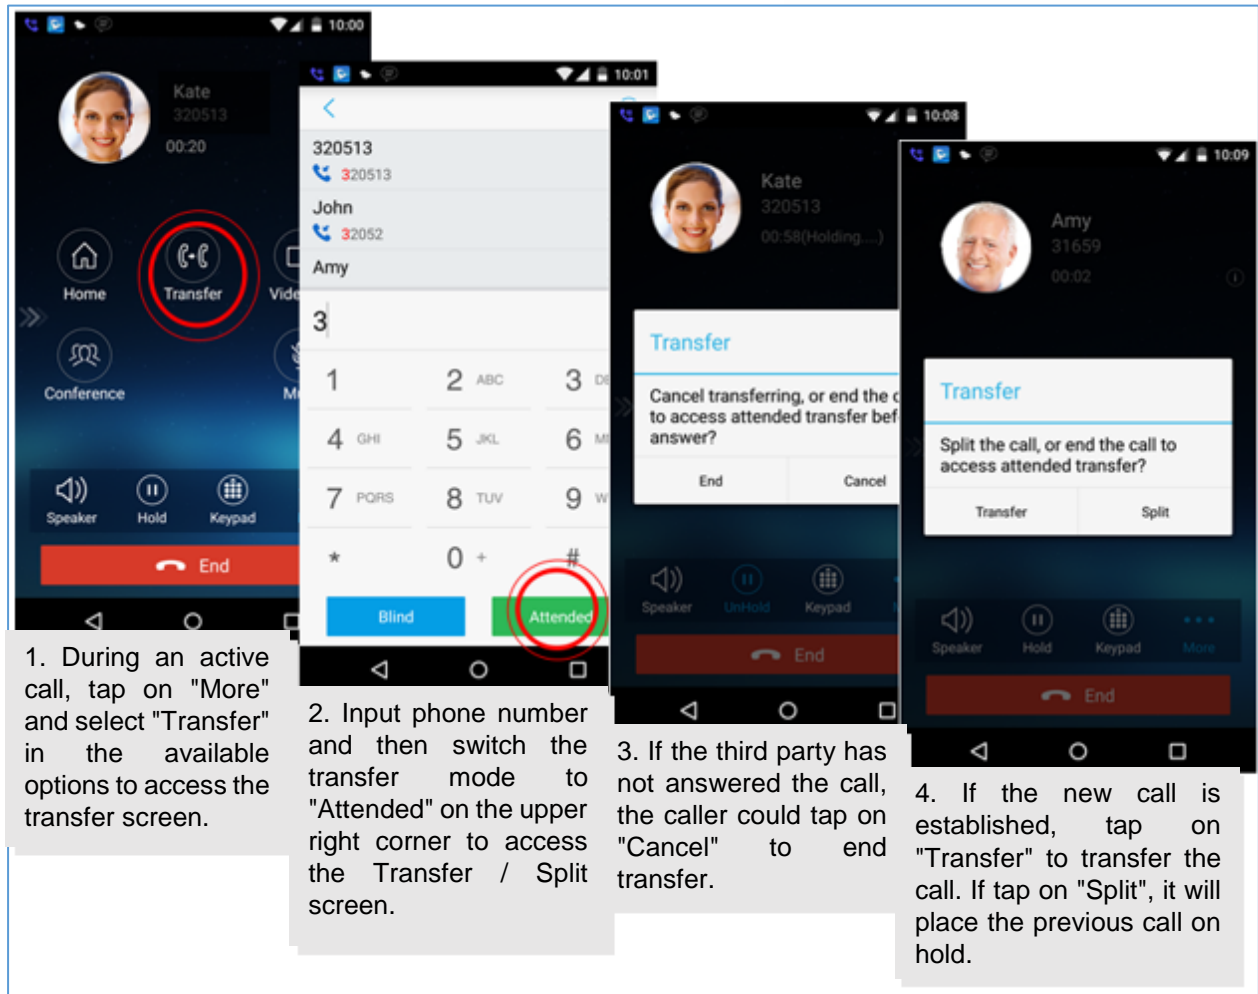 10:00
Kate
320513
00:20
Home
Transfer
Conference
Speaker
Hold
Keypad
End
1. During an active
call, tap on "More"
and select "Transfer"
in the available
options to access the
transfer screen.
10:01
320513
320513
John
32052
Amy
3
1
2 ABC
3
4 GHI
5 JKL
6
7 PQRS
8 TUV
9
*
0 +
#
Blind
Attended
2. Input phone number
and then switch the
transfer mode to
"Attended" on the upper
right corner to access
the Transfer / Split
screen.
10:08
Kate
320513
00:58(Holding....)
Transfer
Cancel transferring, or end the c
to access attended transfer bef
answer?
End Cancel
Speaker UnHold Keypad
End
3. If the third party has
not answered the call,
the caller could tap on
"Cancel" to end
transfer.
10:09
Amy
31659
00:02
Transfer
Split the call, or end the call to
access attended transfer?
Transfer Split
Speaker Hold Keypad More
End
4. If the new call is
established, tap on
"Transfer" to transfer the
call. If tap on "Split", it will
place the previous call on
hold.